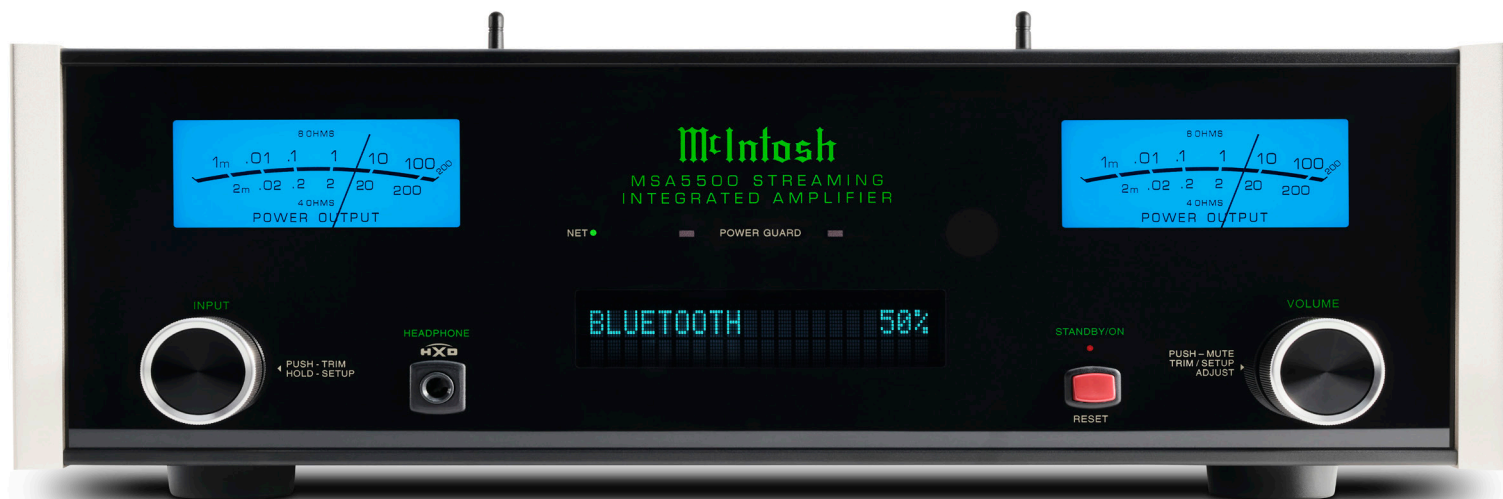 8 OHMS
1m .01 .1 1 10 100 200
2m .02 .2 2 20 200
4 OHMS
POWER OUTPUT
McIntosh
MSA5500 STREAMING
INTEGRATED AMPLIFIER
NET
POWER GUARD
8 OHMS
1m .01 .1 1 10 100 200
2m .02 .2 2 20 200
4 OHMS
POWER OUTPUT
INPUT
PUSH - TRIM
HOLD - SETUP
HEADPHONE
HXD
BLUETOOTH 50%
STANDBY/ON
RESET
VOLUME
PUSH – MUTE
TRIM / SETUP
ADJUST